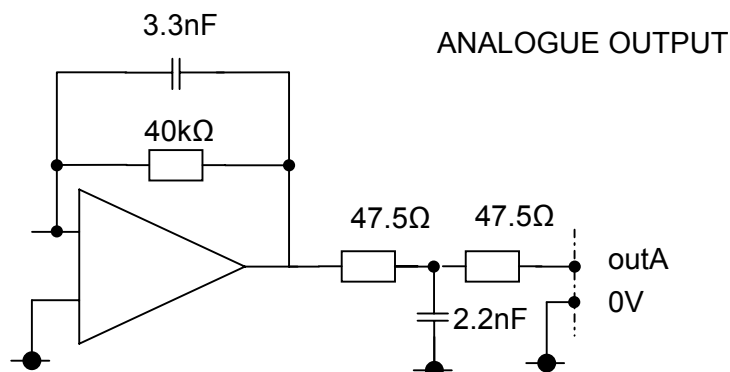 3.3nF
ANALOGUE OUTPUT
40kΩ
47.5Ω
47.5Ω
outA
0V
2.2nF